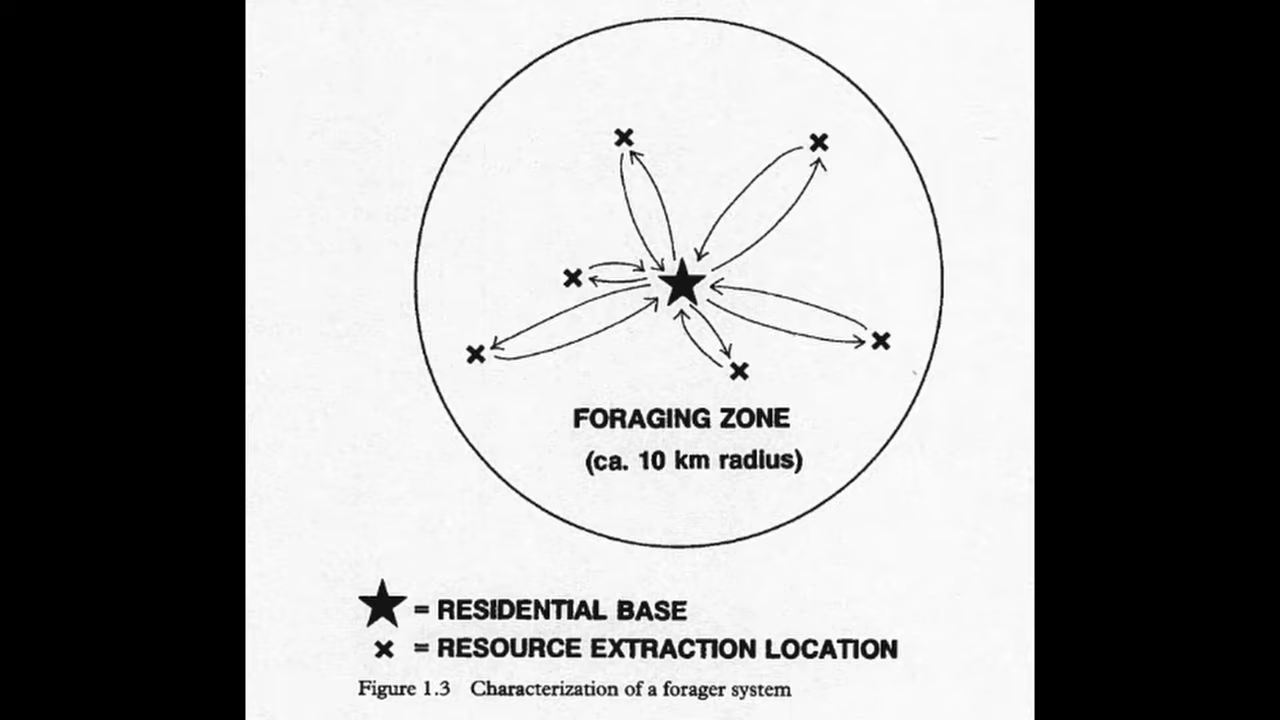 FORAGING ZONE
(ca. 10 km radius)
= RESIDENTIAL BASE
= RESOURCE EXTRACTION LOCATION
Figure 1.3 Characterization of a forager system